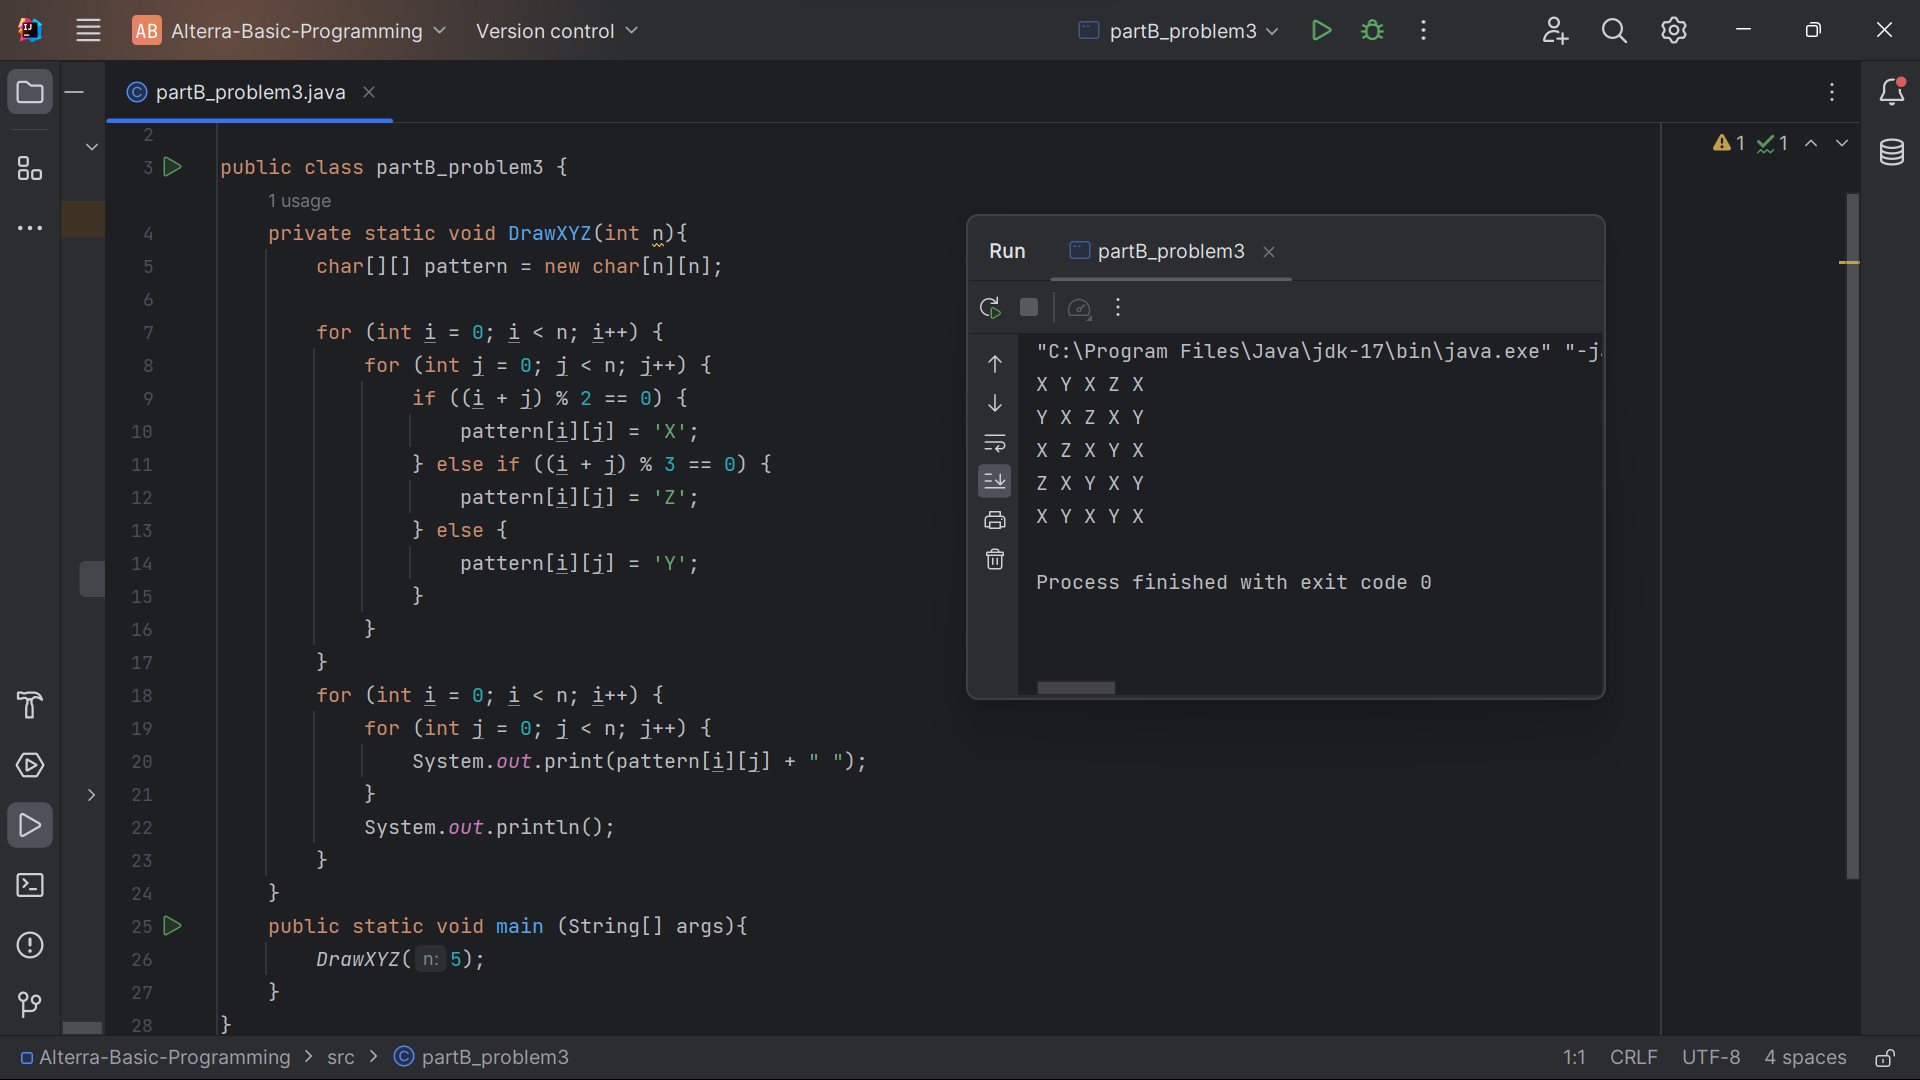 AB Alterra-Basic-Programming Version control partB_problem3
partB_problem3.java
1 1
2
3 public class partB_problem3 {
1 usage
4 private static void DrawXYZ(int n){
5 char[][] pattern = new char[n][n];
6
7 for (int i = 0; i < n; i++) {
8 for (int j = 0; j < n; j++) {
9 if ((i + j) % 2 == 0) {
10 pattern[i][j] = 'X';
11 } else if ((i + j) % 3 == 0) {
12 pattern[i][j] = 'Z';
13 } else {
14 pattern[i][j] = 'Y';
15 }
16 }
17 }
18 for (int i = 0; i < n; i++) {
19 for (int j = 0; j < n; j++) {
20 System.out.print(pattern[i][j] + " ");
21 }
22 System.out.println();
23 }
24 }
25 public static void main (String[] args){
26 DrawXYZ( n: 5);
27 }
28 }
Run partB_problem3
"C:\Program Files\Java\jdk-17\bin\java.exe" "-j
X Y X Z X
Y X Z X Y
X Z X Y X
Z X Y X Y
X Y X Y X
Process finished with exit code 0
Alterra-Basic-Programming > src > partB_problem3 1:1 CRLF UTF-8 4 spaces